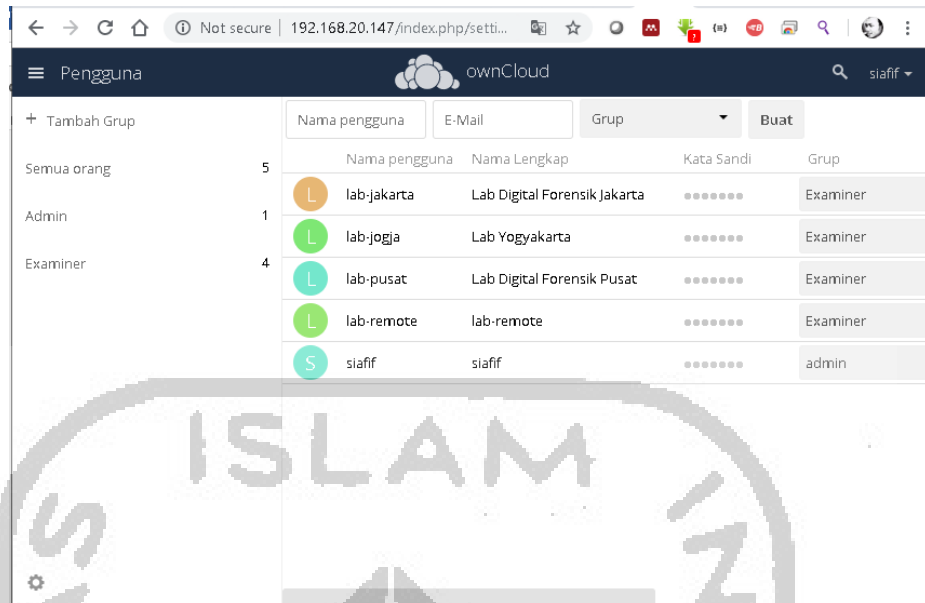 Not secure | 192.168.20.147/index.php/setti...
Pengguna
ownCloud
siafif
+ Tambah Grup
Nama pengguna E-Mail Grup Buat
Semua orang 5
Admin 1
Examiner 4
Nama pengguna Nama Lengkap Kata Sandi Grup
L lab-jakarta Lab Digital Forensik Jakarta Examiner
L lab-jogja Lab Yogyakarta Examiner
L lab-pusat Lab Digital Forensik Pusat Examiner
L lab-remote lab-remote Examiner
S siafif siafif admin
ISLAM